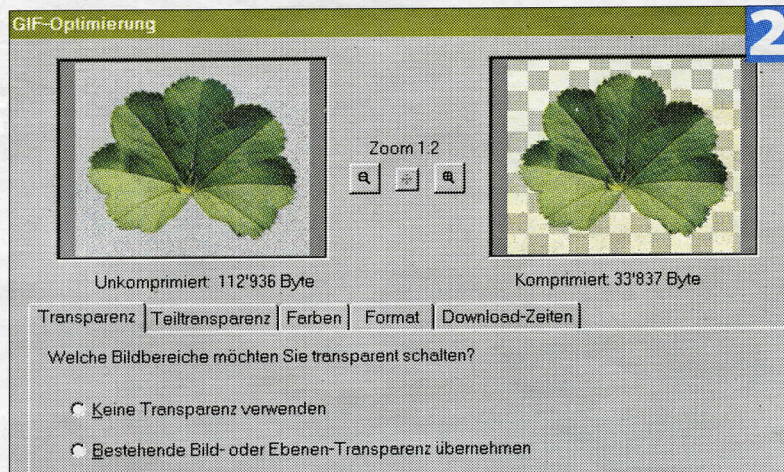 GIF-Optimierung
2
Zoom 1:2
Unkomprimiert: 112'936 Byte
Komprimiert: 33'837 Byte
Transparenz Teiltransparenz Farben Format Download-Zeiten
Welche Bildbereiche möchten Sie transparent schalten?
Keine Transparenz verwenden
Bestehende Bild- oder Ebenen-Transparenz übernehmen